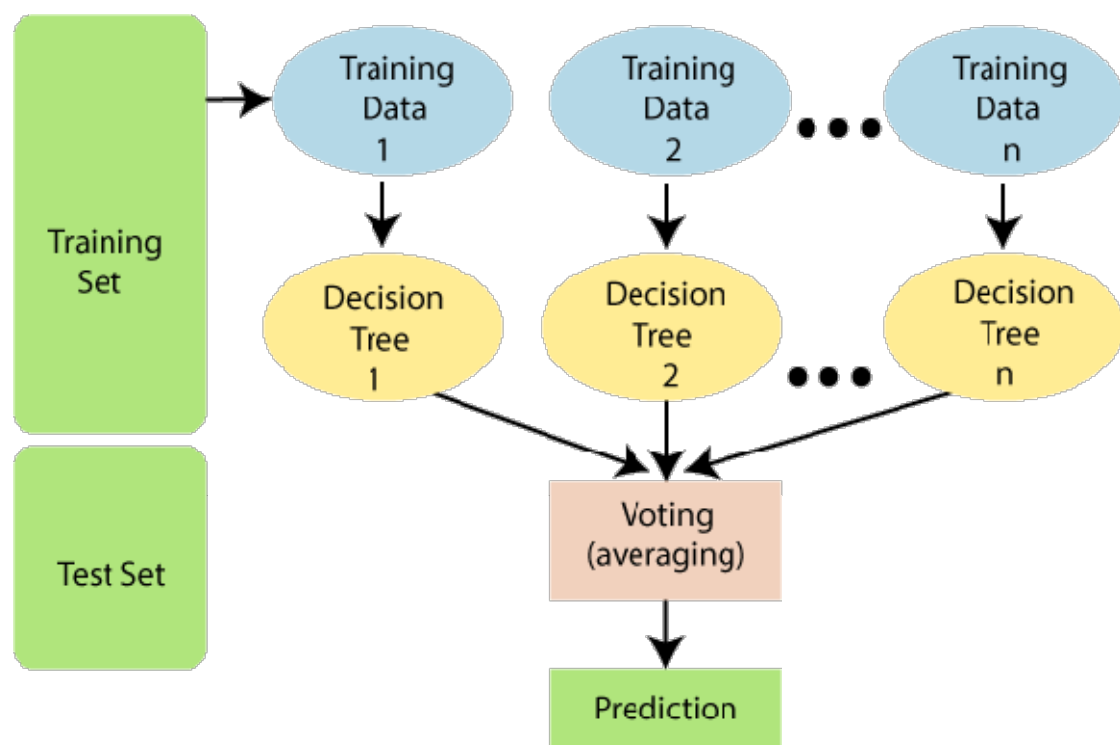 Training
Set
Test Set
Training
Data
1
Training
Data
2
Training
Data
n
Decision
Tree
1
Decision
Tree
2
Decision
Tree
n
Voting
(averaging)
Prediction